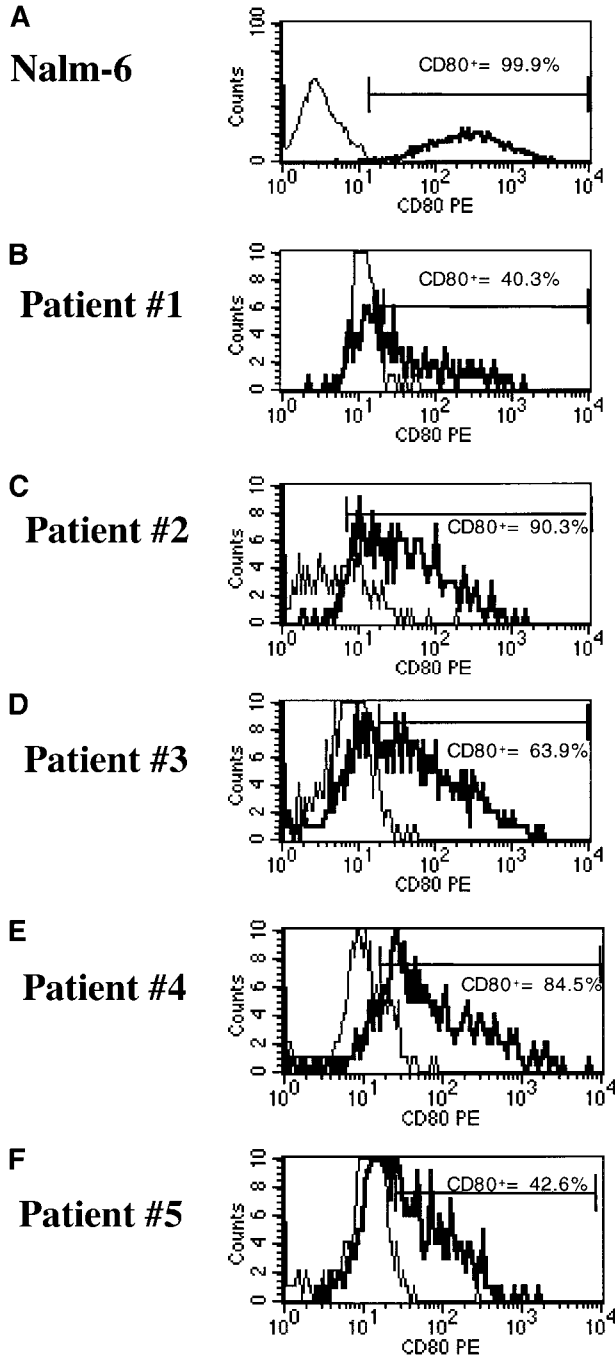 A
Nalm-6
100
Counts
0
CD80+= 99.9%
10^0 10^1 10^2 10^3 10^4
CD80 PE
B
Patient #1
10
8
6
4
2
0
Counts
CD80+= 40.3%
10^0 10^1 10^2 10^3 10^4
CD80 PE
C
Patient #2
10
8
6
4
2
0
Counts
CD80+= 90.3%
10^0 10^1 10^2 10^3 10^4
CD80 PE
D
Patient #3
10
8
6
4
2
0
Counts
CD80+= 63.9%
10^0 10^1 10^2 10^3 10^4
CD80 PE
E
Patient #4
10
8
6
4
2
0
Counts
CD80+= 84.5%
10^0 10^1 10^2 10^3 10^4
CD80 PE
F
Patient #5
10
8
6
4
2
0
Counts
CD80+= 42.6%
10^0 10^1 10^2 10^3 10^4
CD80 PE